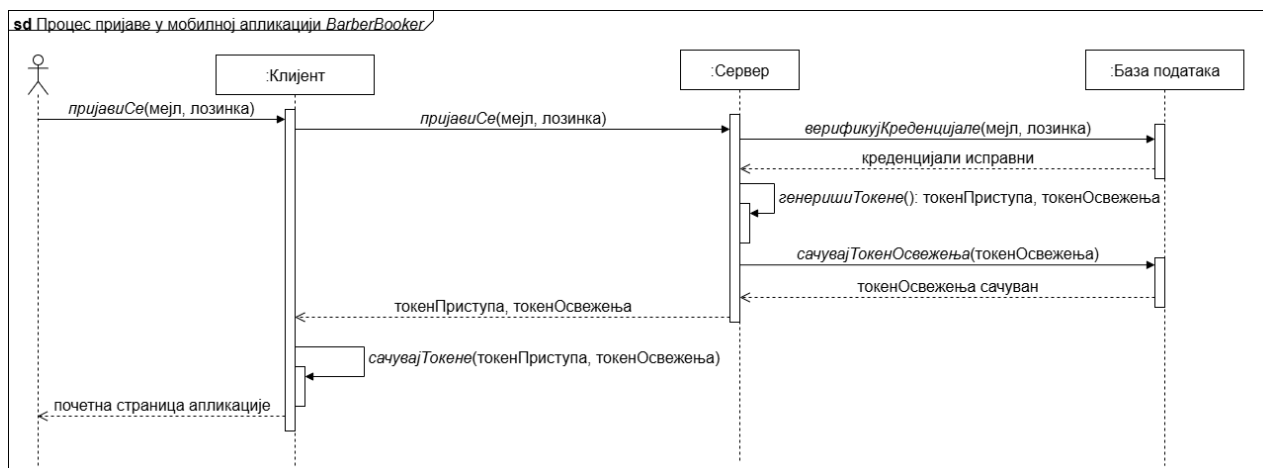 sd Процес пријаве у мобилној апликацији BarberBooker
:Клијент
:Сервер
:База података
пријавиСе(мејл, лозинка)
пријавиСе(мејл, лозинка)
верификујКреденцијале(мејл, лозинка)
креденцијали исправни
генеришиТокене(): токенПриступа, токенОсвежења
сачувајТокенОсвежења(токенОсвежења)
токенОсвежења сачуван
токенПриступа, токенОсвежења
сачувајТокене(токенПриступа, токенОсвежења)
почетна страница апликације